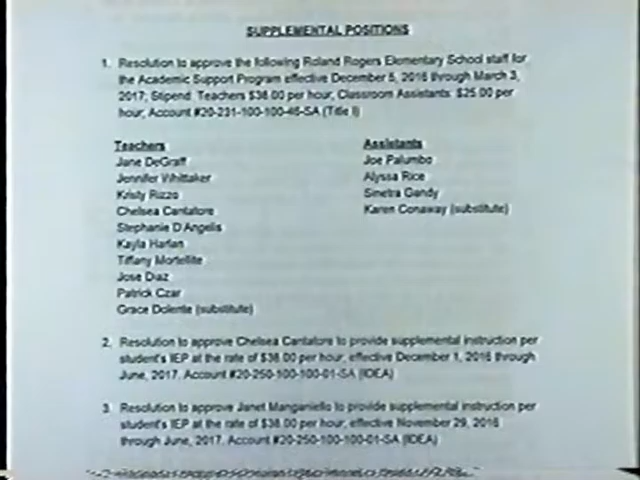 SUPPLEMENTAL POSITIONS
1. Resolution to approve the following Roland Rogers Elementary School staff for
the Academic Support Program effective December 5, 2016 through March 3,
2017; Stipend: Teachers $38.00 per hour; Classroom Assistants: $25.00 per
hour; Account #20-231-100-100-46-SA (Title I)
Teachers
Jane DeGraff
Jennifer Whittaker
Kristy Rizzo
Chelsea Cantatore
Stephanie D'Angelis
Kayla Harlan
Tiffany Mortellite
Jose Diaz
Patrick Czar
Grace Dolente (substitute)
Assistants
Joe Palumbo
Alyssa Rice
Sinetra Gandy
Karen Conaway (substitute)
2. Resolution to approve Chelsea Cantatore to provide supplemental instruction per
student's IEP at the rate of $38.00 per hour, effective December 1, 2016 through
June, 2017. Account #20-250-100-100-01-SA (IDEA)
3. Resolution to approve Janet Manganiello to provide supplemental instruction per
student's IEP at the rate of $38.00 per hour, effective November 29, 2016
through June, 2017. Account #20-250-100-100-01-SA (IDEA)